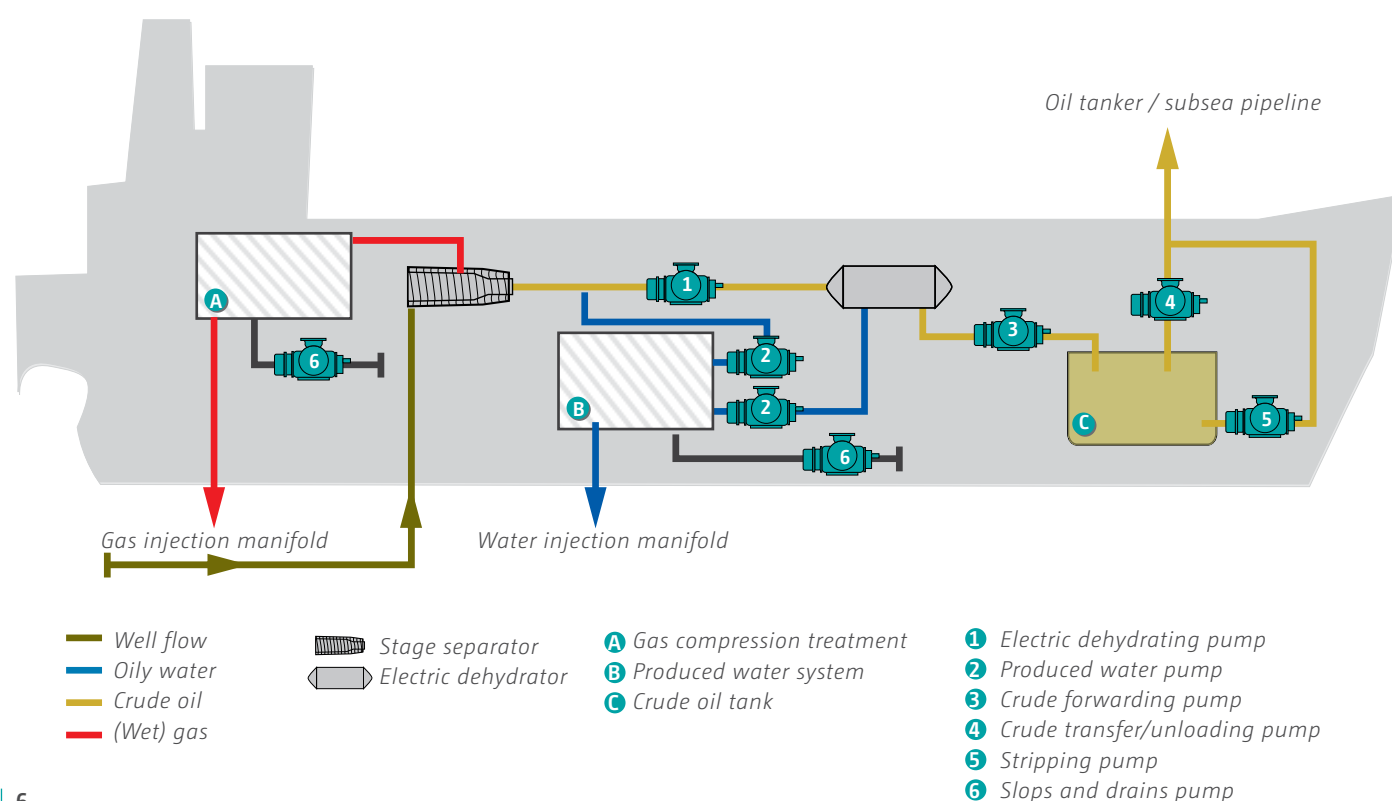 Oil tanker / subsea pipeline
A
1
6
2
B
2
6
3
4
C
5
Gas injection manifold
Water injection manifold
Well flow
Oily water
Crude oil
(Wet) gas
Stage separator
Electric dehydrator
A Gas compression treatment
B Produced water system
C Crude oil tank
1 Electric dehydrating pump
2 Produced water pump
3 Crude forwarding pump
4 Crude transfer/unloading pump
5 Stripping pump
6 Slops and drains pump
6